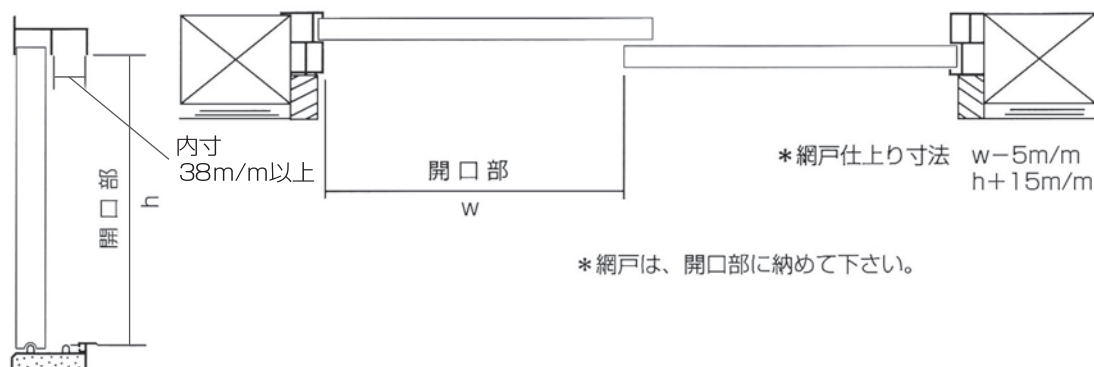 内寸
38m/m以上
開口部
h
開口部
w
＊網戸仕上り寸法　w−5m/m
h+15m/m
＊網戸は、開口部に納めて下さい。